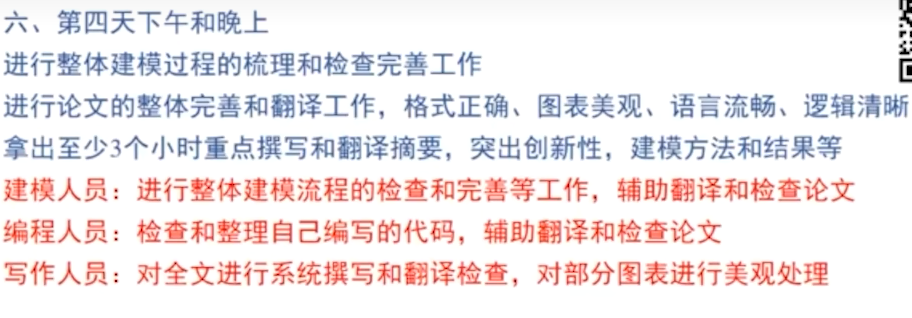 六、第四天下午和晚上
进行整体建模过程的梳理和检查完善工作
进行论文的整体完善和翻译工作，格式正确、图表美观、语言流畅、逻辑清晰
拿出至少3个小时重点撰写和翻译摘要，突出创新性，建模方法和结果等
建模人员：进行整体建模流程的检查和完善等工作，辅助翻译和检查论文
编程人员：检查和整理自己编写的代码，辅助翻译和检查论文
写作人员：对全文进行系统撰写和翻译检查，对部分图表进行美观处理